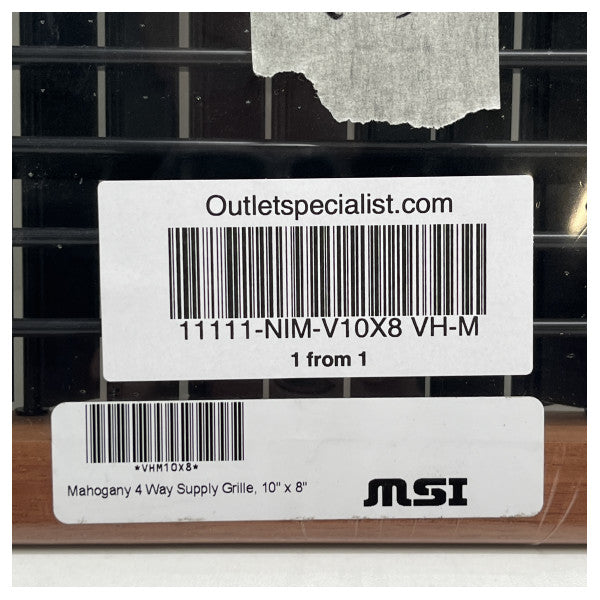 Outletspecialist.com
11111-NIM-V10X8 VH-M
1 from 1
*VHM10X8*
Mahogany 4 Way Supply Grille, 10" x 8"
MSI